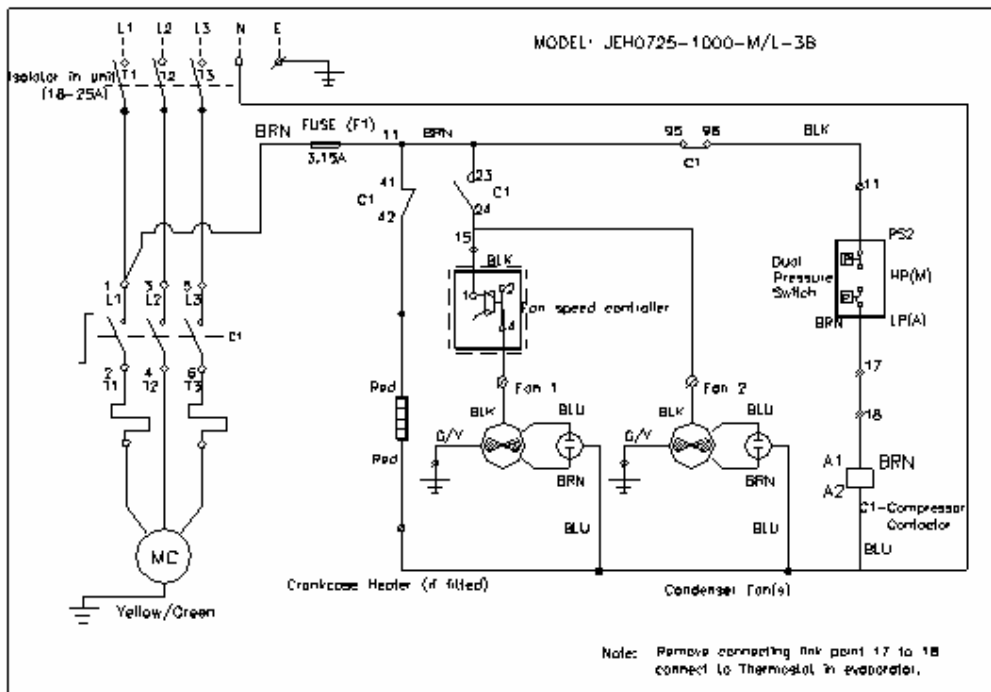 L1 L2 L3 N E
MODEL: JEH0725-1000-M/L-3B
T1 T2 T3
Isolator in unit
(18-25A)
BRN FUSE (F1) 11 BRN 95 96 BLK
3.15A C1
41 23 11
C1 C1
42 24
15 PS2
BLK Dual
Pressure
Switch
HP(M)
1 2 Fan speed controller
4
BRN LP(A)
1 3 5
L1 L2 L3
C1
2 4 6
T1 T2 T3
17
Red Fan 1 Fan 2
18
BLK BLU BLK BLU
G/Y G/Y
Red BRN BRN
A1 BRN
A2
C1-Compressor
Contactor
BLU BLU BLU
MC
Crankcase Heater (if fitted) Condenser Fan(s)
Yellow/Green
Note: Remove connecting link point 17 to 18
connect to Thermostat in evaporator.